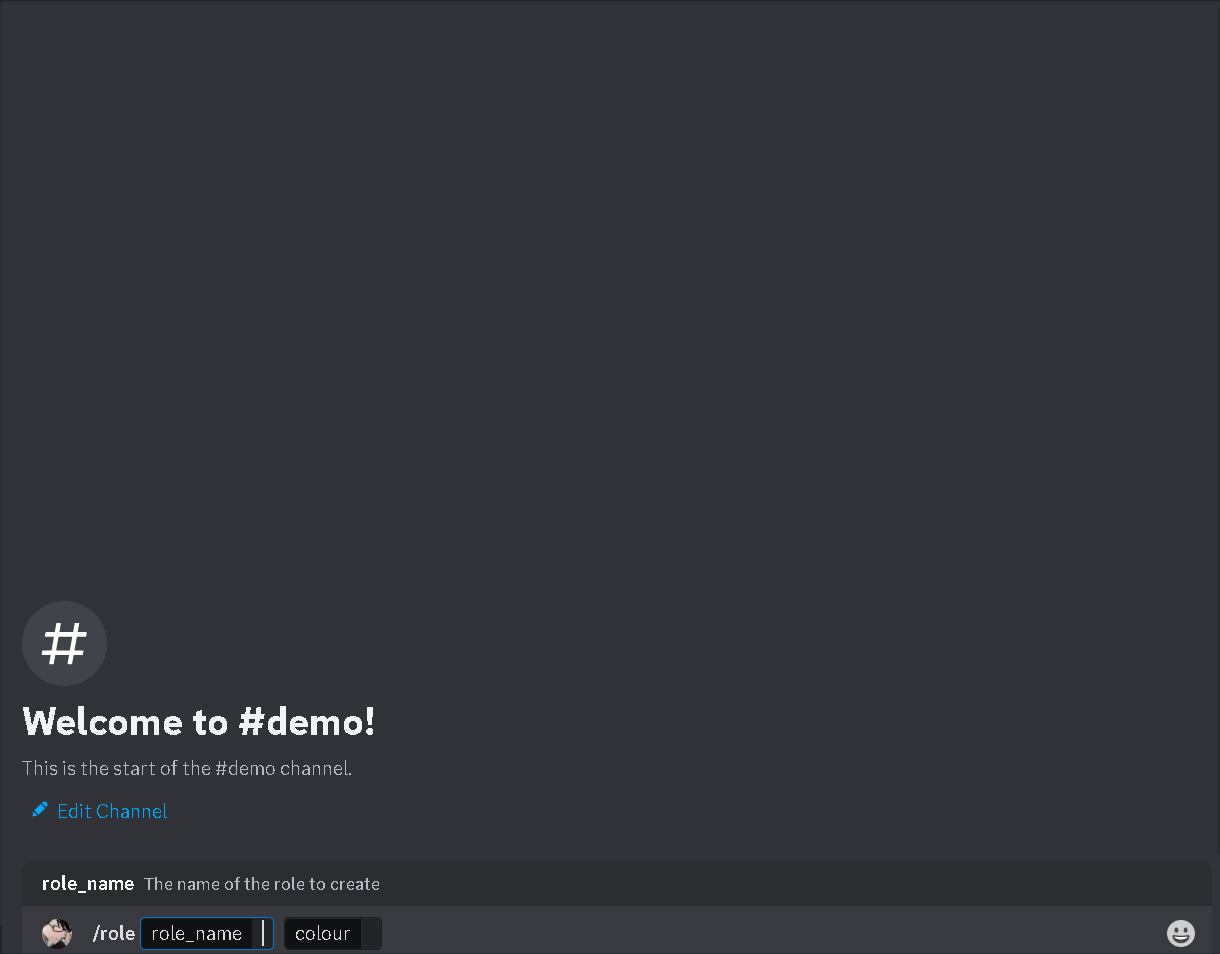 #
Welcome to #demo!
This is the start of the #demo channel.
Edit Channel
role_name The name of the role to create
/role role_name colour